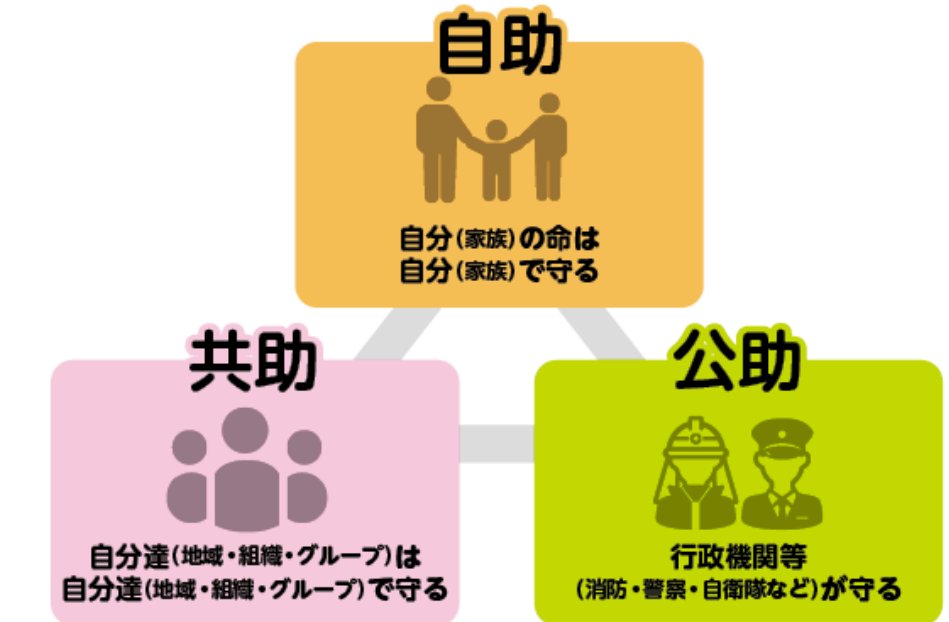 自助
自分(家族)の命は
自分(家族)で守る
共助
自分達(地域・組織・グループ)は
自分達(地域・組織・グループ)で守る
公助
行政機関等
(消防・警察・自衛隊など)が守る